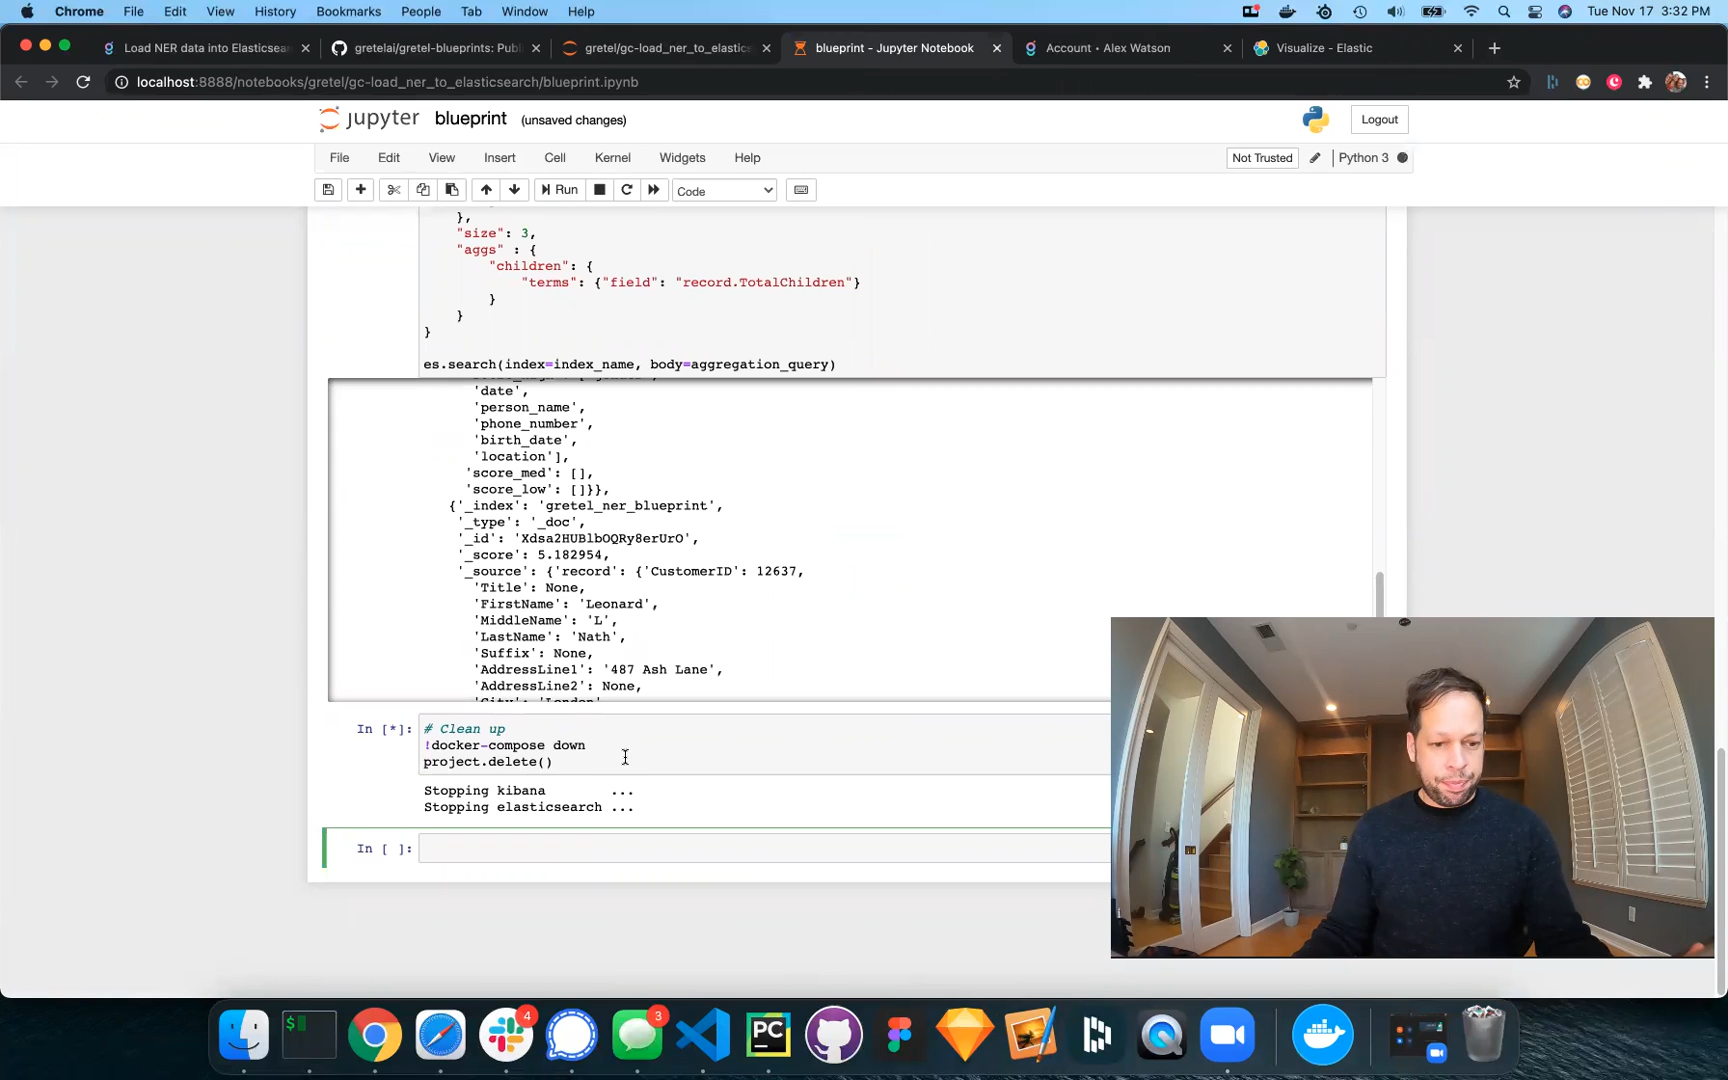 Chrome File Edit View History Bookmarks People Tab Window Help Tue Nov 17 3:32 PM
Load NER data into Elasticsear
gretelai/gretel-blueprints: Publ
gretel/gc-load_ner_to_elastics
blueprint - Jupyter Notebook
Account • Alex Watson
Visualize - Elastic
localhost:8888/notebooks/gretel/gc-load_ner_to_elasticsearch/blueprint.ipynb
jupyter blueprint (unsaved changes) Logout
File Edit View Insert Cell Kernel Widgets Help Not Trusted Python 3
Run Code
},
"size": 3,
"aggs" : {
"children": {
"terms": {"field": "record.TotalChildren"}
}
}
}
es.search(index=index_name, body=aggregation_query)
'date',
'person_name',
'phone_number',
'birth_date',
'location'],
'score_med': [],
'score_low': []}},
{'_index': 'gretel_ner_blueprint',
'_type': '_doc',
'_id': 'Xdsa2HUBlbOQRy8erUrO',
'_score': 5.182954,
'_source': {'record': {'CustomerID': 12637,
'Title': None,
'FirstName': 'Leonard',
'MiddleName': 'L',
'LastName': 'Nath',
'Suffix': None,
'AddressLine1': '487 Ash Lane',
'AddressLine2': None,
'City': 'London'
In [*]: # Clean up
!docker-compose down
project.delete()
Stopping kibana ...
Stopping elasticsearch ...
In [ ]:
4
3
$
PC